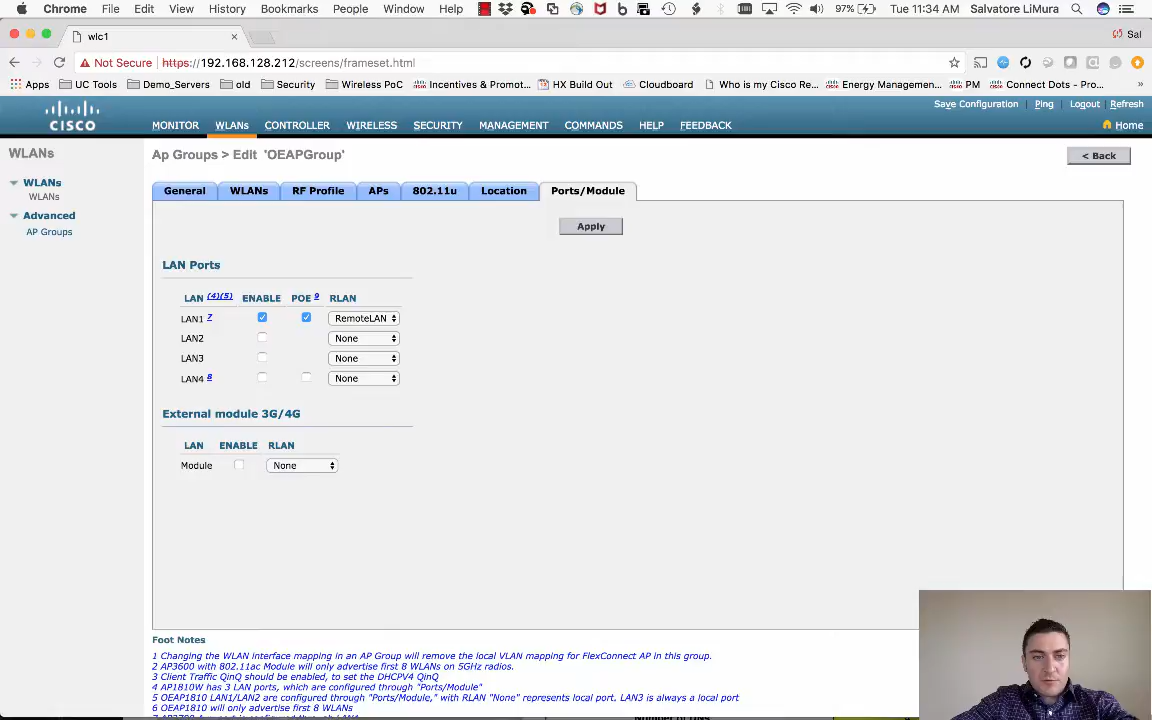 Chrome File Edit View History Bookmarks People Window Help 97% Tue 11:34 AM Salvatore LiMura
wlc1 Sal
Not Secure https://192.168.128.212/screens/frameset.html
Apps UC Tools Demo_Servers old Security Wireless PoC Incentives & Promot... HX Build Out Cloudboard Who is my Cisco Re... Energy Management... PM Connect Dots - Pro... »
Save Configuration Ping Logout Refresh
CISCO MONITOR WLANs CONTROLLER WIRELESS SECURITY MANAGEMENT COMMANDS HELP FEEDBACK Home
WLANs
WLANs
WLANs
Advanced
AP Groups
Ap Groups > Edit 'OEAPGroup' < Back
General WLANs RF Profile APs 802.11u Location Ports/Module
Apply
LAN Ports
LAN (4)(5) ENABLE POE 9 RLAN
LAN1 7 RemoteLAN
LAN2 None
LAN3 None
LAN4 8 None
External module 3G/4G
LAN ENABLE RLAN
Module None
Foot Notes
1 Changing the WLAN interface mapping in an AP Group will remove the local VLAN mapping for FlexConnect AP in this group.
2 AP3600 with 802.11ac Module will only advertise first 8 WLANs on 5GHz radios.
3 Client Traffic QinQ should be enabled, to set the DHCPV4 QinQ
4 AP1810W has 3 LAN ports, which are configured through "Ports/Module"
5 OEAP1810 LAN1/LAN2 are configured through "Ports/Module," with RLAN "None" represents local port. LAN3 is always a local port
6 OEAP1810 will only advertise first 8 WLANs